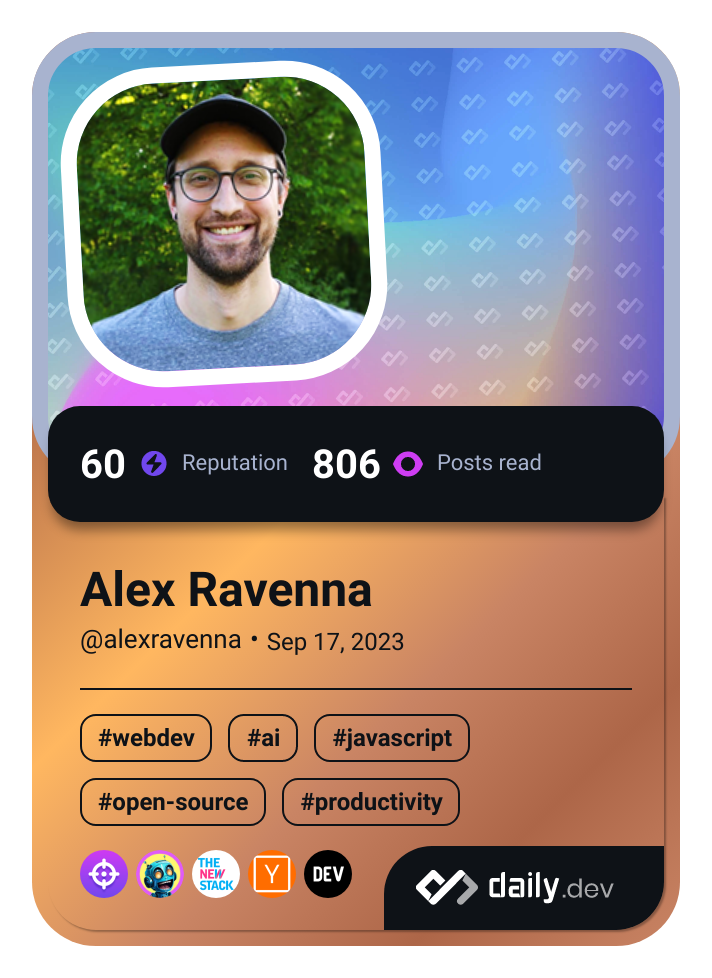 60 Reputation 806 Posts read
Alex Ravenna
@alexravenna • Sep 17, 2023
#webdev #ai #javascript
#open-source #productivity
THE NEW STACK
Y
DEV
daily.dev